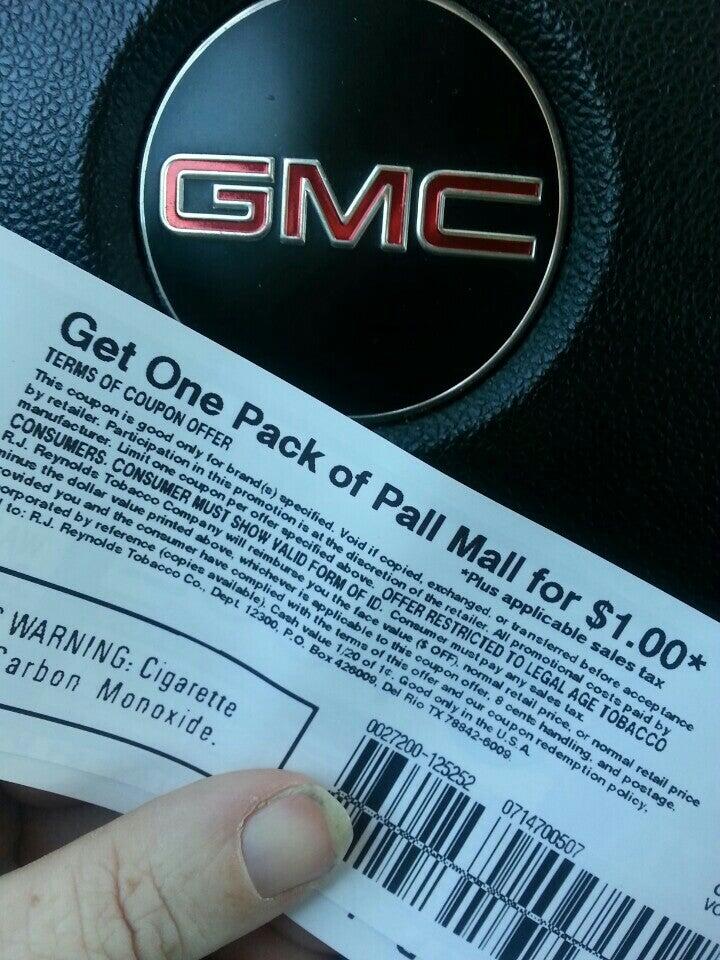 GMC
Get One Pack of Pall Mall for $1.00*
*Plus applicable sales tax
TERMS OF COUPON OFFER
This coupon is good only for brand(s) specified. Void if copied, exchanged, or transferred before acceptance
by retailer. Participation in this promotion is at the discretion of the retailer. All promotional costs paid by
manufacturer. Limit one coupon per offer specified above. OFFER RESTRICTED TO LEGAL AGE TOBACCO
CONSUMERS. CONSUMER MUST SHOW VALID FORM OF ID. Consumer must pay any sales tax.
R.J. Reynolds Tobacco Company will reimburse you the face value ($ OFF), normal retail price, or normal retail price
minus the dollar value printed above, whichever is applicable to this coupon offer, 8 cents handling, and postage.
provided you and the consumer have complied with the terms of this offer and our coupon redemption policy,
incorporated by reference (copies available). Cash value 1/20 of 1¢. Good only in the U.S.A.
to: R.J. Reynolds Tobacco Co., Dept. 12300, P.O. Box 426009, Del Rio TX 78842-6009.
WARNING: Cigarette
Carbon Monoxide.
0027200-125252
0714700507